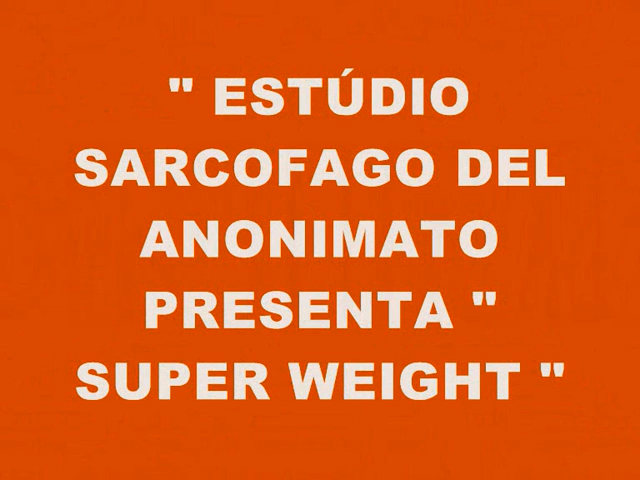 " ESTÚDIO
SARCOFAGO DEL
ANONIMATO
PRESENTA "
SUPER WEIGHT "